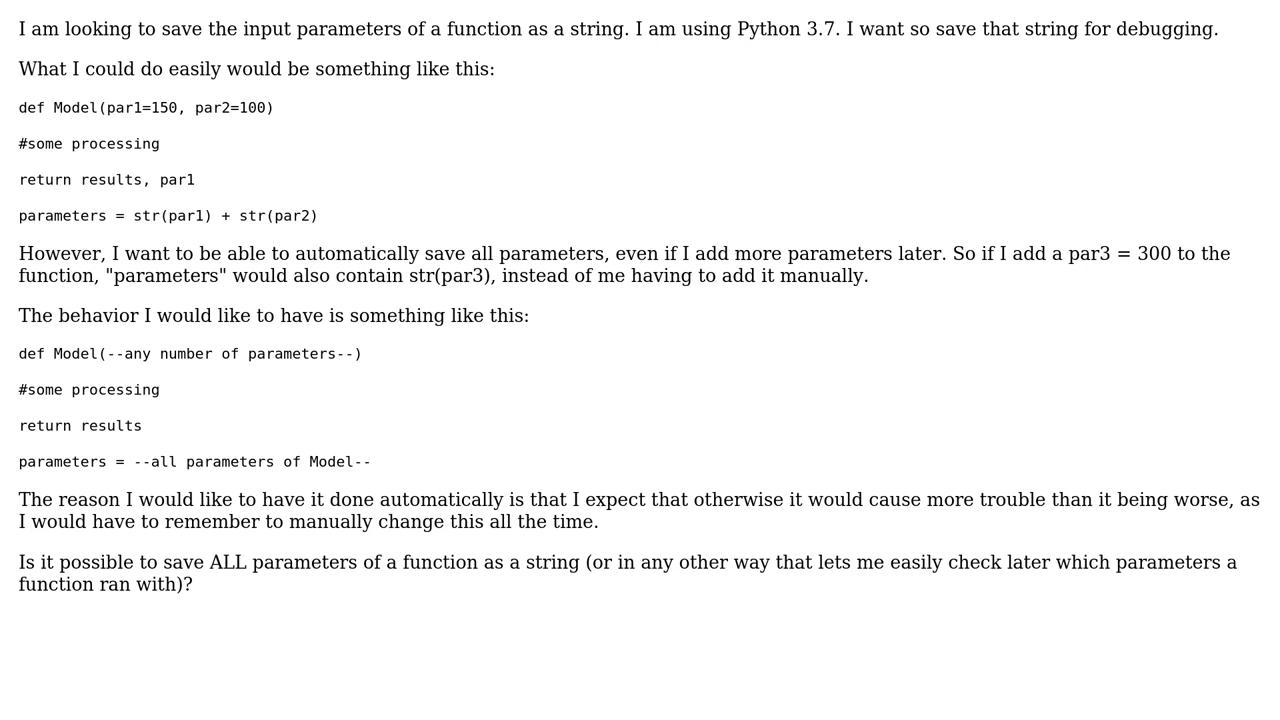 I am looking to save the input parameters of a function as a string. I am using Python 3.7. I want so save that string for debugging.
What I could do easily would be something like this:
def Model(par1=150, par2=100)
#some processing
return results, par1
parameters = str(par1) + str(par2)
However, I want to be able to automatically save all parameters, even if I add more parameters later. So if I add a par3 = 300 to the
function, "parameters" would also contain str(par3), instead of me having to add it manually.
The behavior I would like to have is something like this:
def Model(--any number of parameters--)
#some processing
return results
parameters = --all parameters of Model--
The reason I would like to have it done automatically is that I expect that otherwise it would cause more trouble than it being worse, as
I would have to remember to manually change this all the time.
Is it possible to save ALL parameters of a function as a string (or in any other way that lets me easily check later which parameters a
function ran with)?